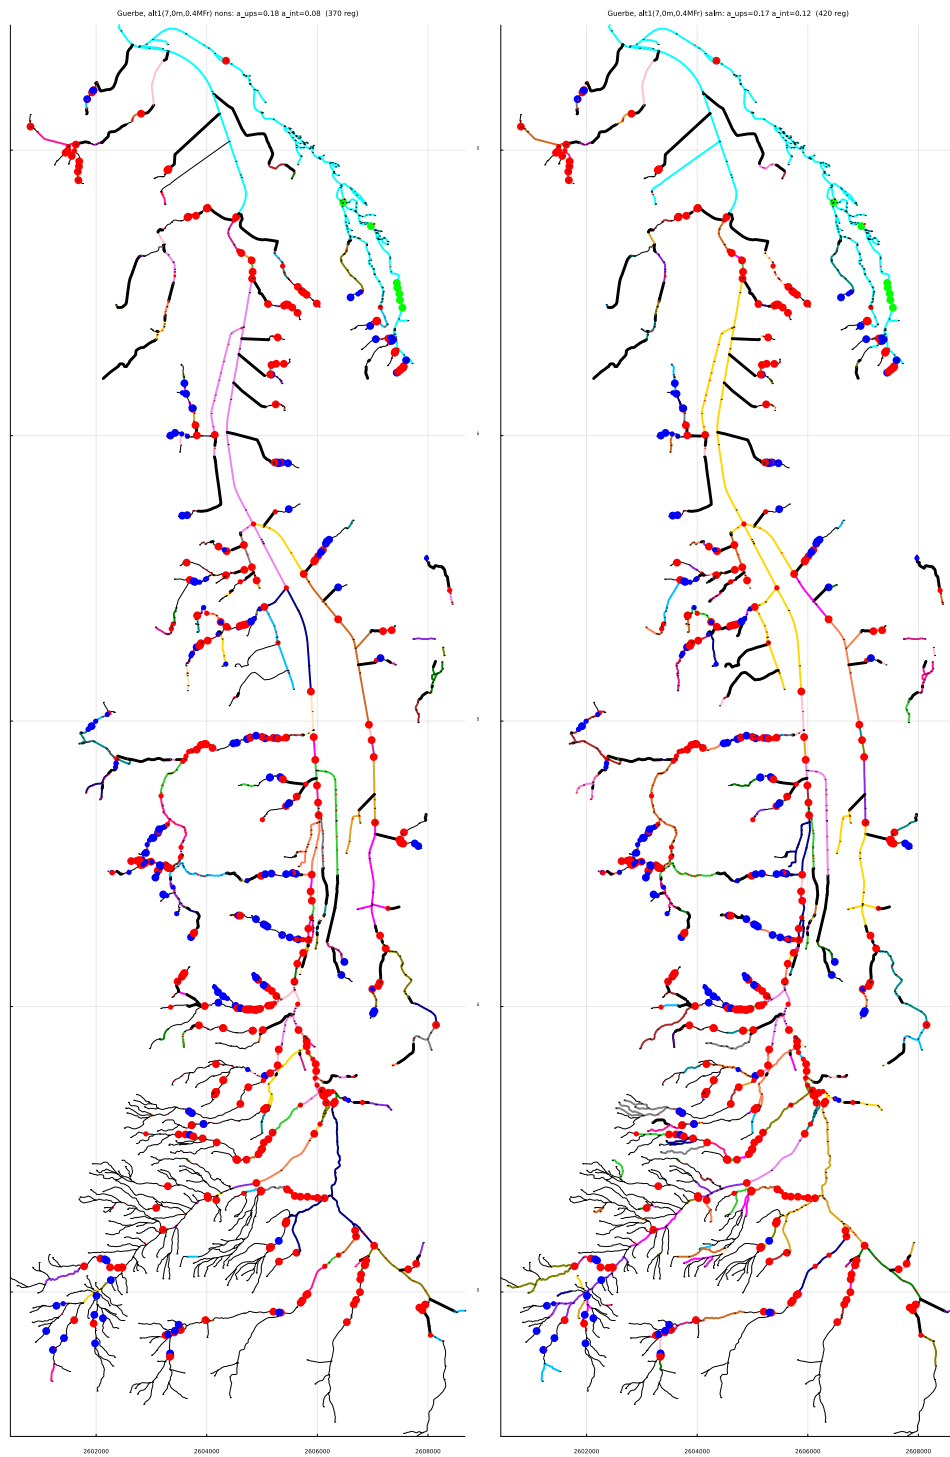 Guerbe, alt1(7,0m,0.4MFr) nons: a_ups=0.18 a_int=0.08 (370 reg)
Guerbe, alt1(7,0m,0.4MFr) salm: a_ups=0.17 a_int=0.12 (420 reg)
2602000 2604000 2606000 2608000
2602000 2604000 2606000 2608000